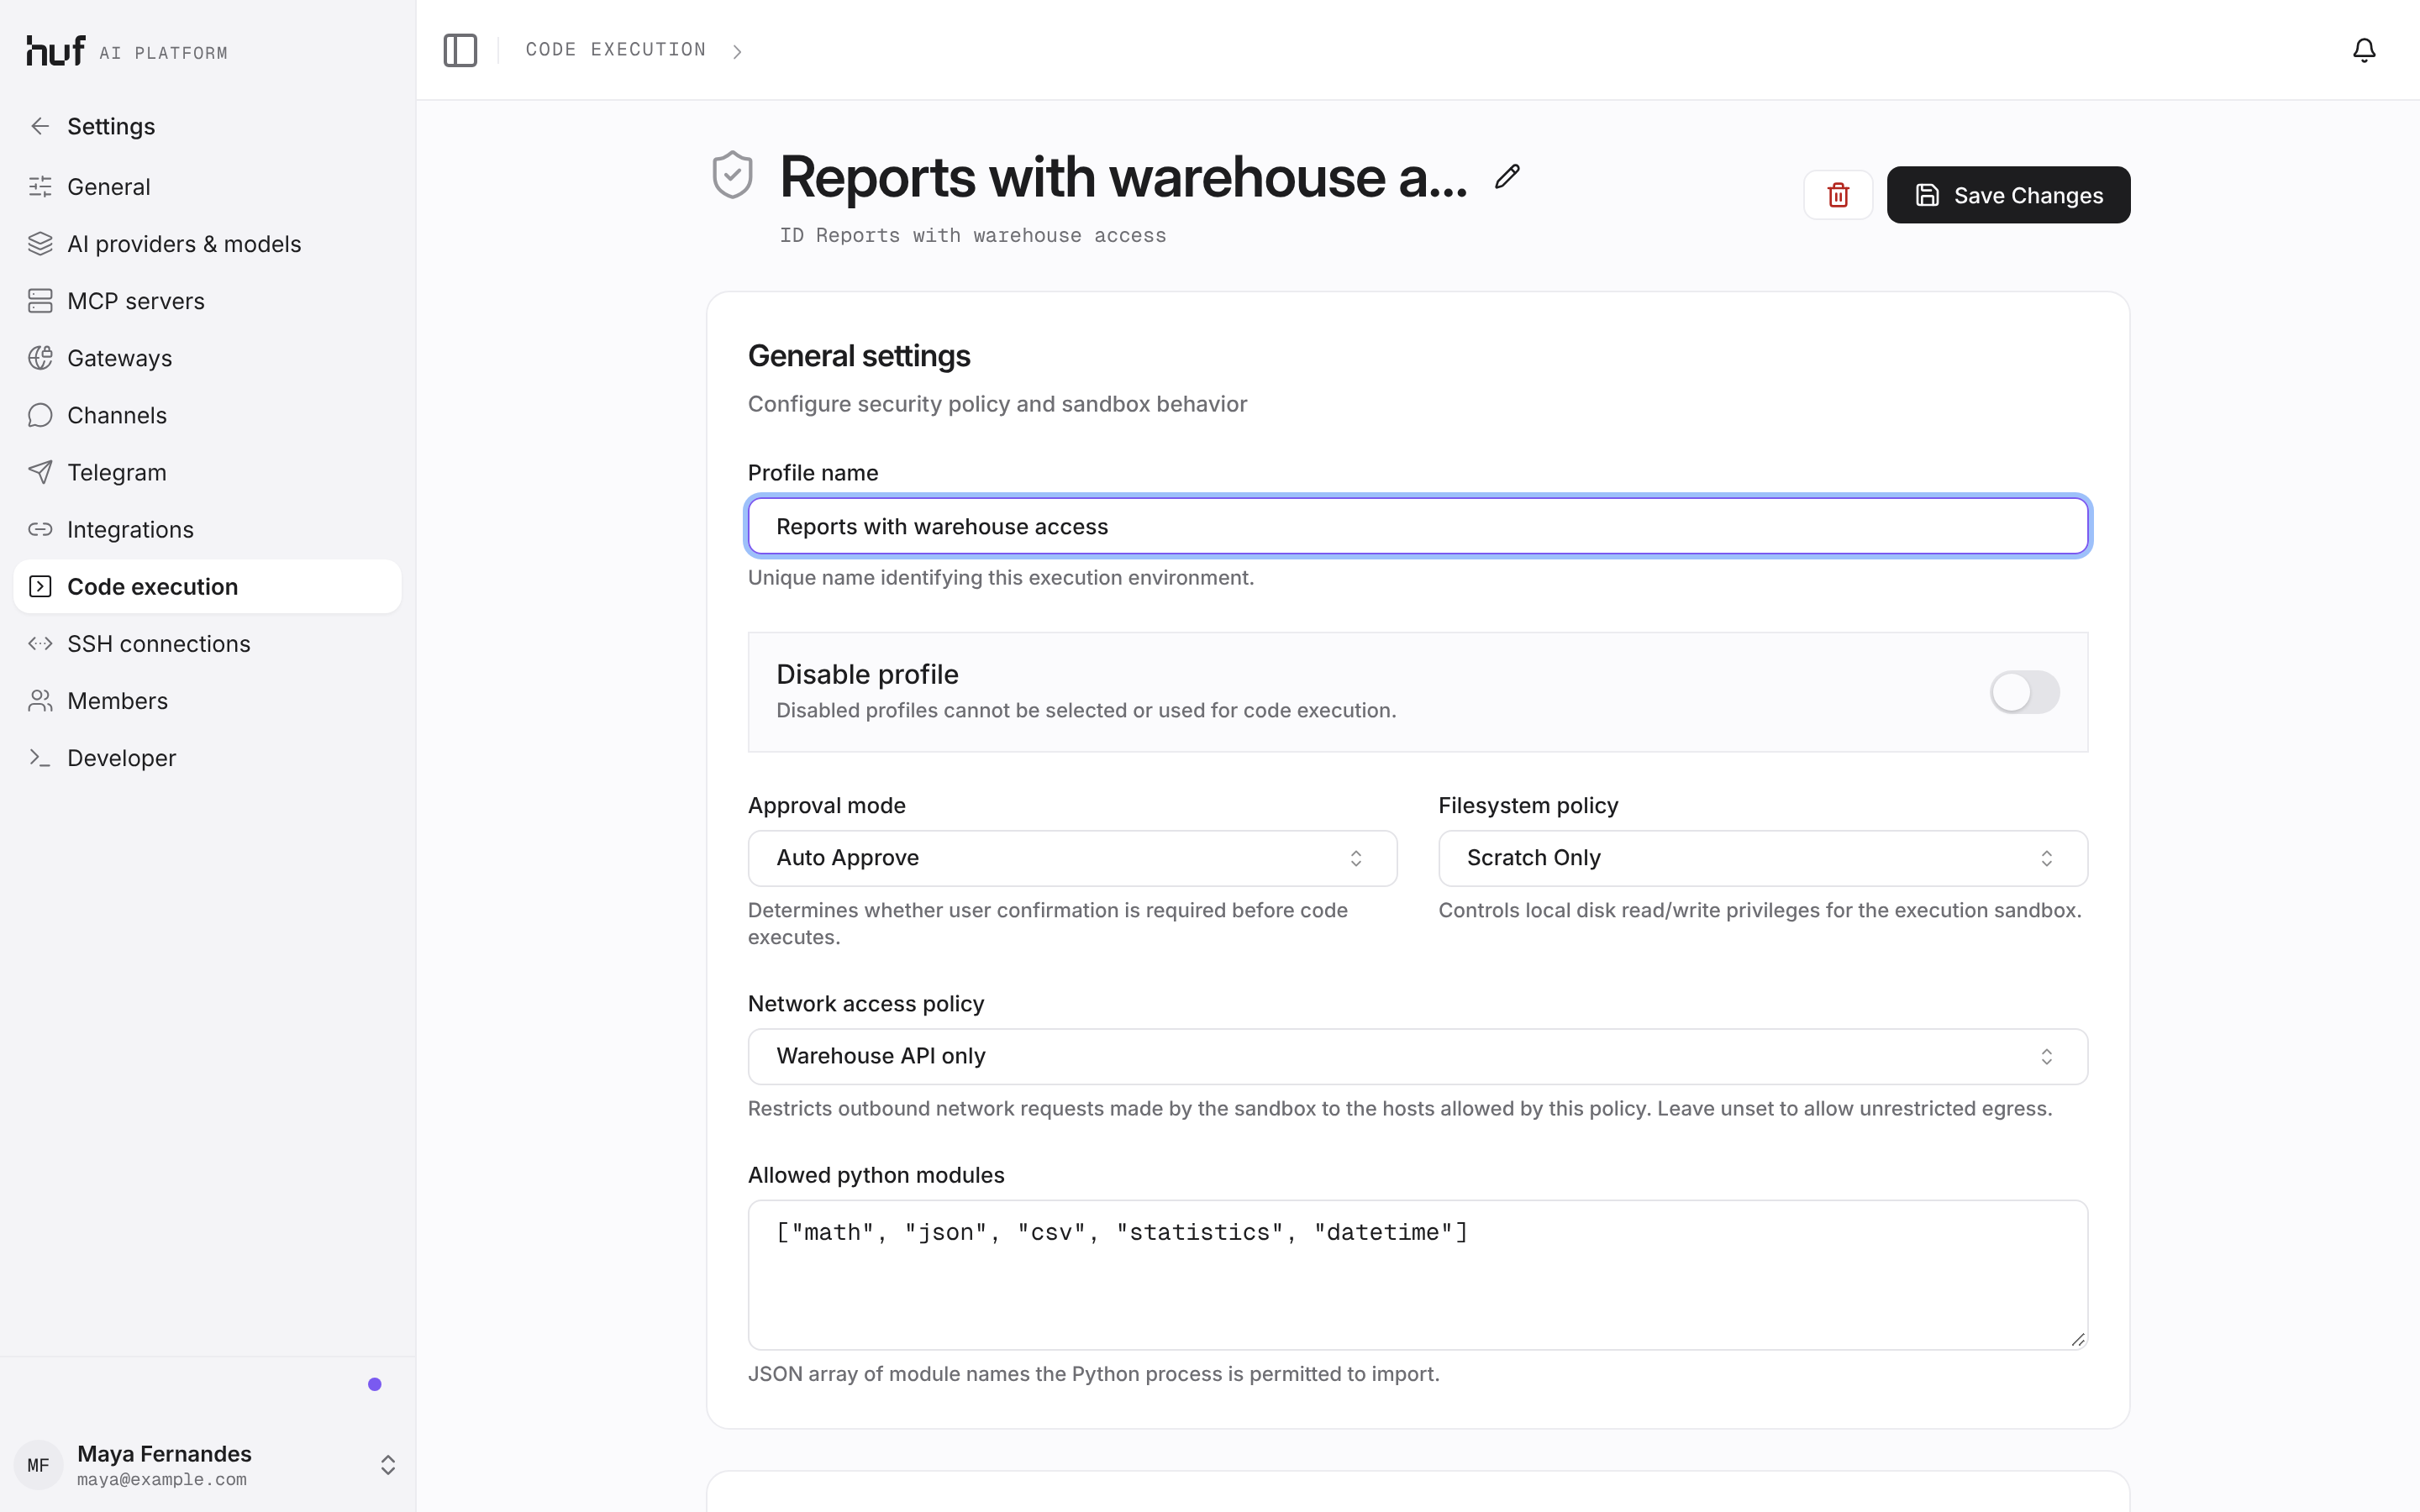 huf AI PLATFORM
Settings
General
AI providers & models
MCP servers
Gateways
Channels
Telegram
Integrations
Code execution
SSH connections
Members
Developer
MF
Maya Fernandes
maya@example.com
CODE EXECUTION
Reports with warehouse a...
ID Reports with warehouse access
Save Changes
General settings
Configure security policy and sandbox behavior
Profile name
Reports with warehouse access
Unique name identifying this execution environment.
Disable profile
Disabled profiles cannot be selected or used for code execution.
Approval mode
Auto Approve
Determines whether user confirmation is required before code
executes.
Filesystem policy
Scratch Only
Controls local disk read/write privileges for the execution sandbox.
Network access policy
Warehouse API only
Restricts outbound network requests made by the sandbox to the hosts allowed by this policy. Leave unset to allow unrestricted egress.
Allowed python modules
["math", "json", "csv", "statistics", "datetime"]
JSON array of module names the Python process is permitted to import.